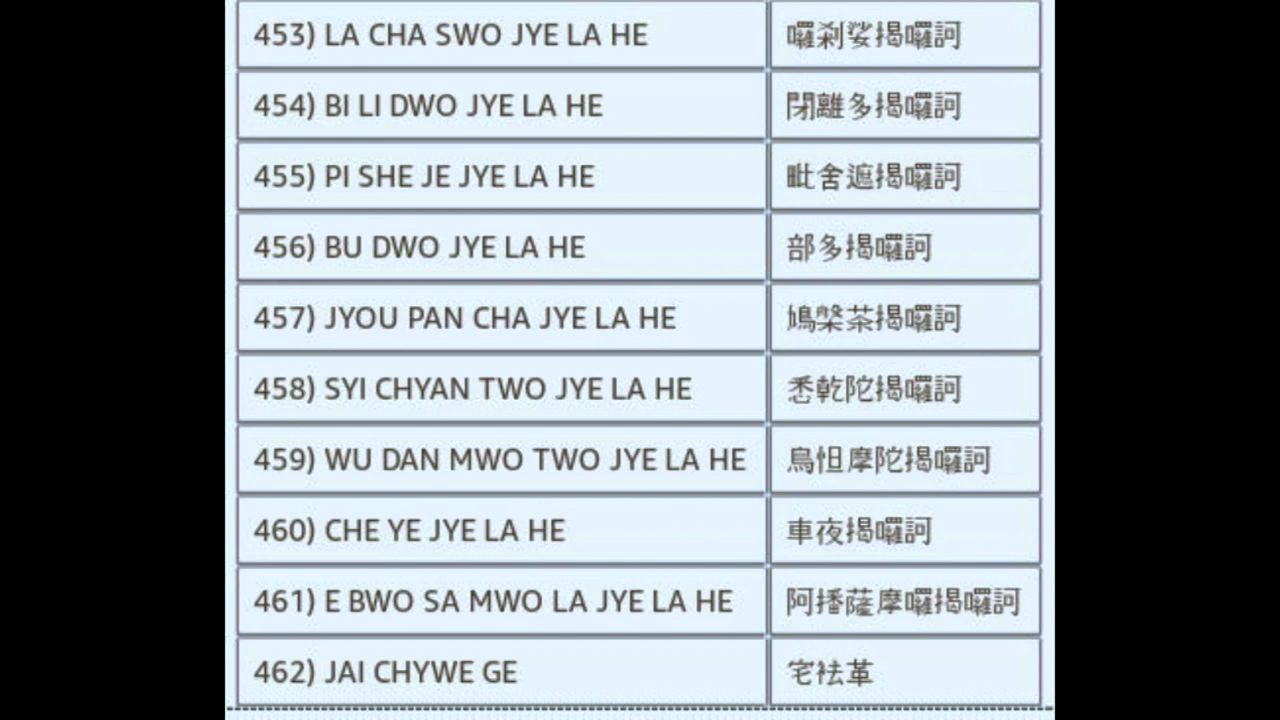 453) LA CHA SWO JYE LA HE 囉剎娑揭囉訶
454) BI LI DWO JYE LA HE 閉離多揭囉訶
455) PI SHE JE JYE LA HE 毗舍遮揭囉訶
456) BU DWO JYE LA HE 部多揭囉訶
457) JYOU PAN CHA JYE LA HE 鳩槃茶揭囉訶
458) SYI CHYAN TWO JYE LA HE 悉乾陀揭囉訶
459) WU DAN MWO TWO JYE LA HE 烏怛摩陀揭囉訶
460) CHE YE JYE LA HE 車夜揭囉訶
461) E BWO SA MWO LA JYE LA HE 阿播薩摩囉揭囉訶
462) JAI CHYWE GE 宅袪革